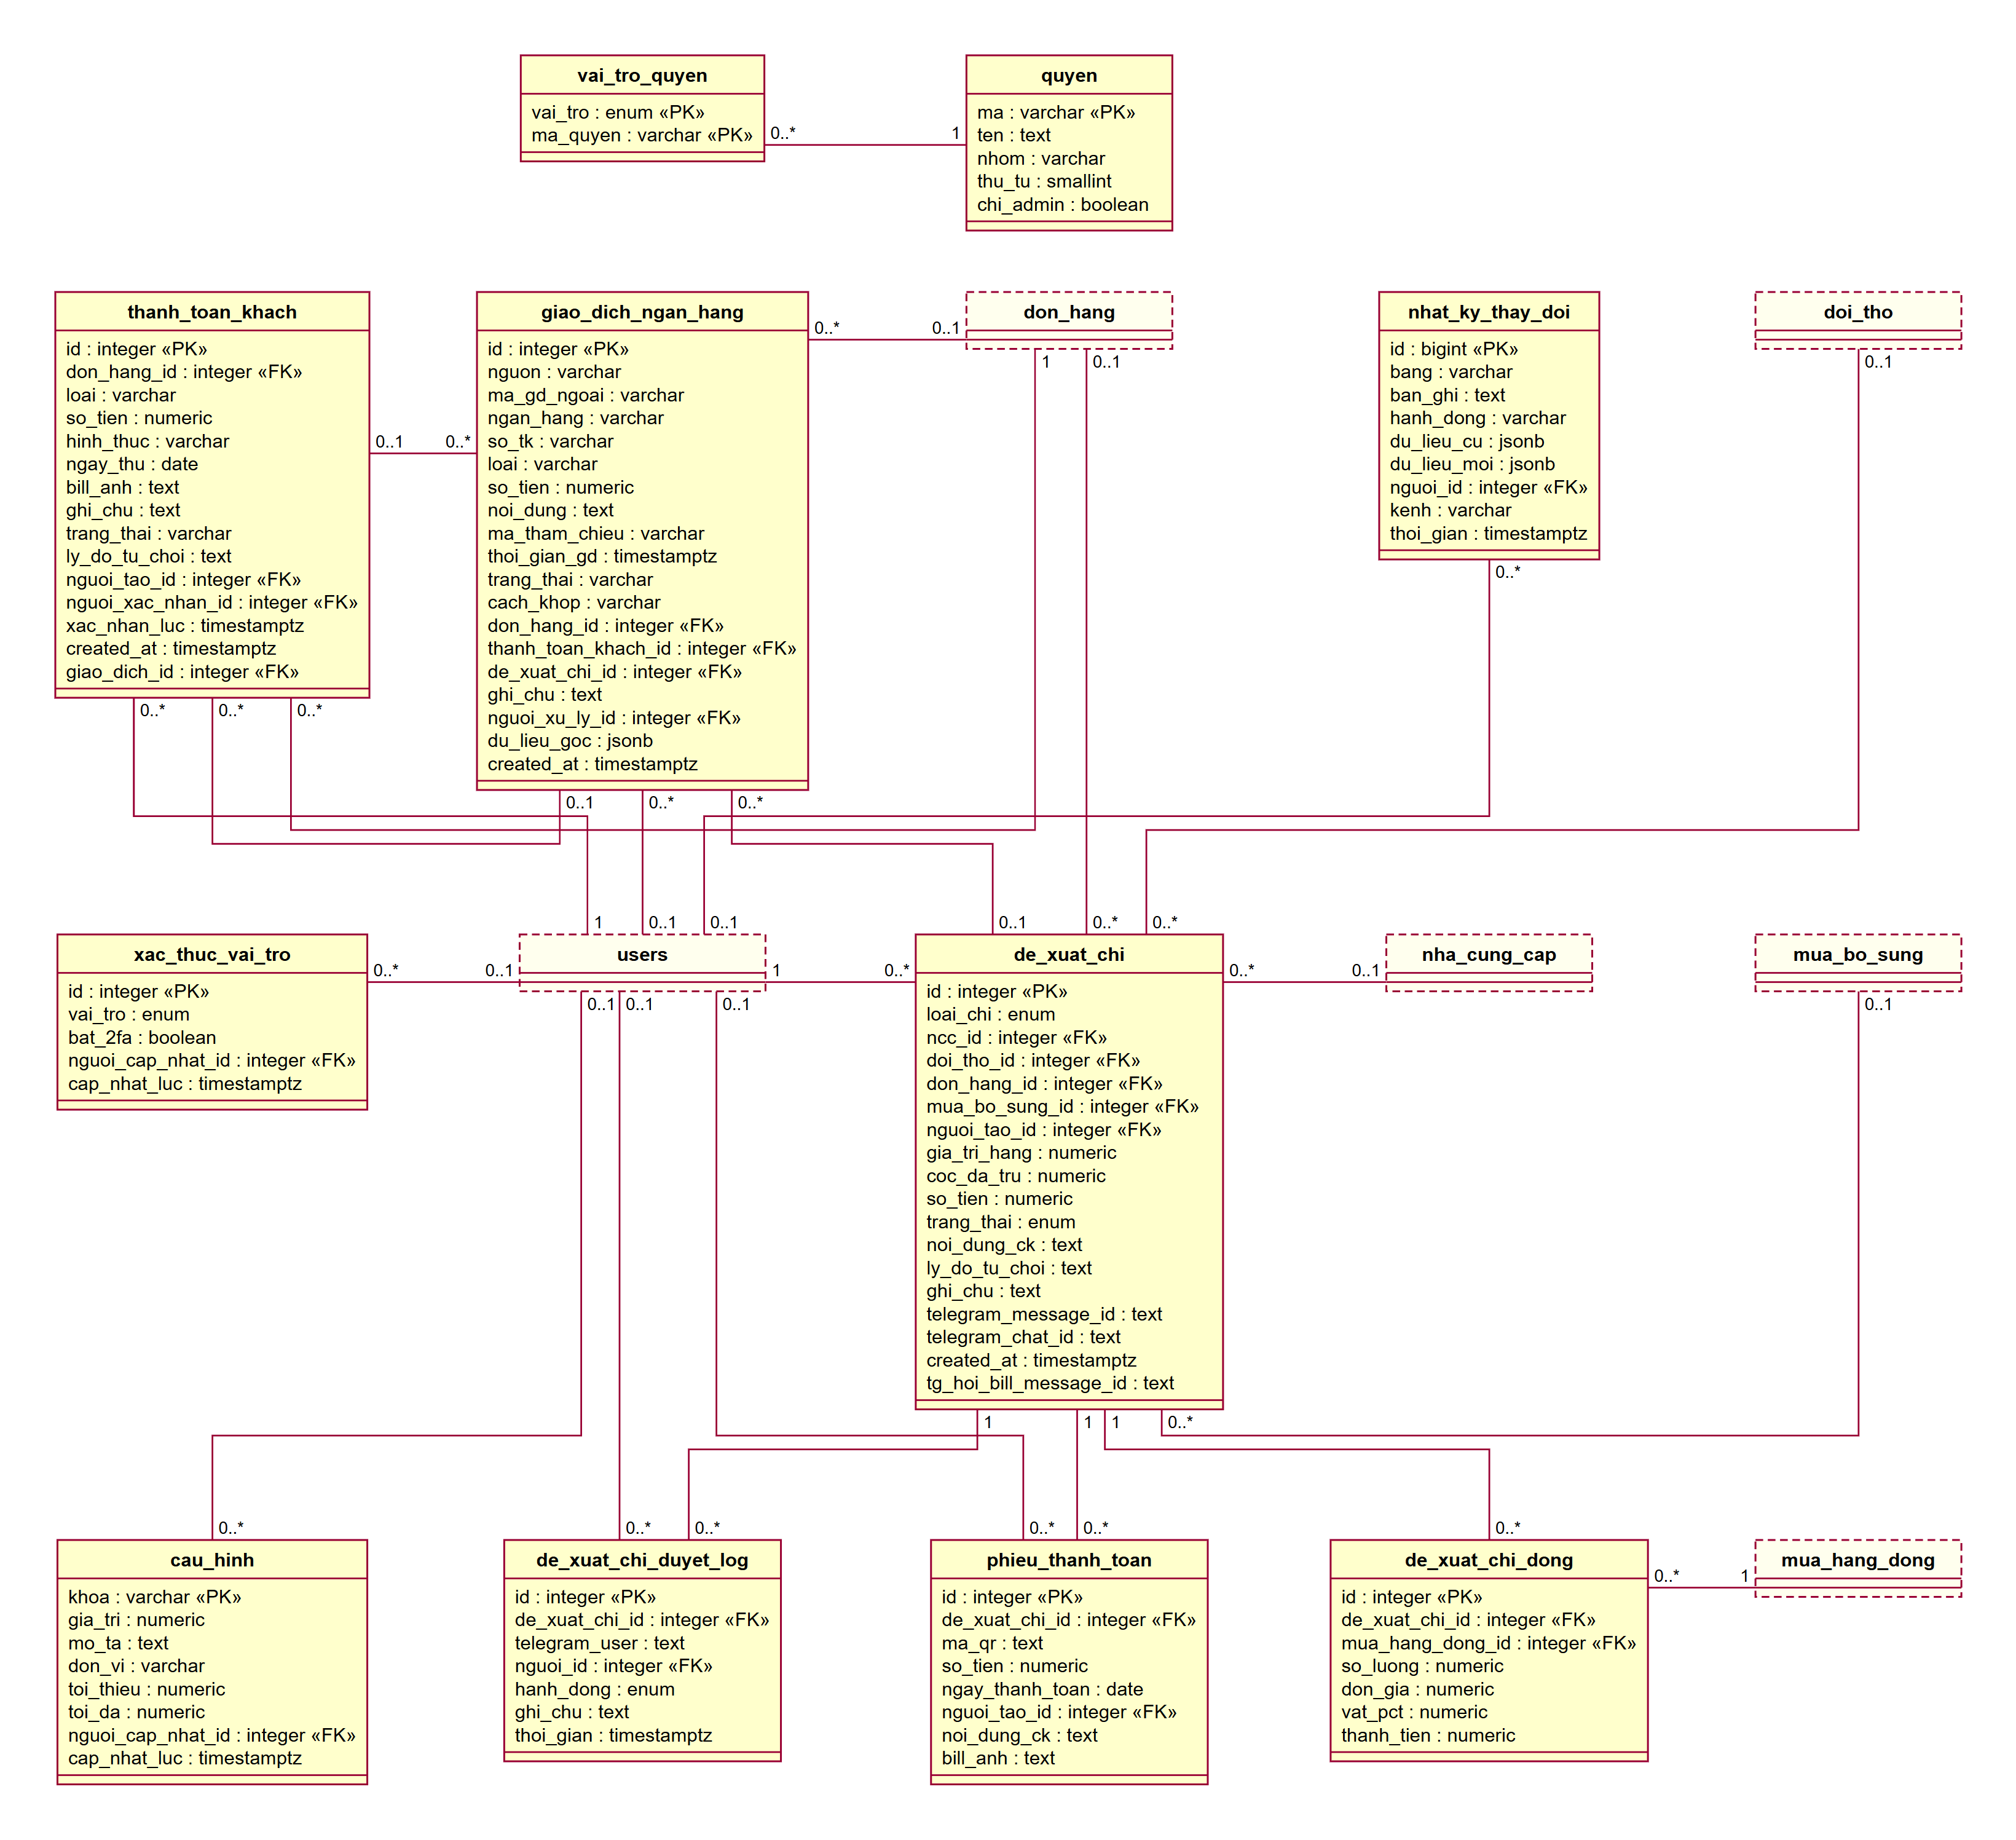 vai_tro_quyen
vai_tro : enum «PK»
ma_quyen : varchar «PK»
0..*
1
quyen
ma : varchar «PK»
ten : text
nhom : varchar
thu_tu : smallint
chi_admin : boolean
thanh_toan_khach
id : integer «PK»
don_hang_id : integer «FK»
loai : varchar
so_tien : numeric
hinh_thuc : varchar
ngay_thu : date
bill_anh : text
ghi_chu : text
trang_thai : varchar
ly_do_tu_choi : text
nguoi_tao_id : integer «FK»
nguoi_xac_nhan_id : integer «FK»
xac_nhan_luc : timestamptz
created_at : timestamptz
giao_dich_id : integer «FK»
0..1
0..*
0..*
0..*
0..*
giao_dich_ngan_hang
id : integer «PK»
nguon : varchar
ma_gd_ngoai : varchar
ngan_hang : varchar
so_tk : varchar
loai : varchar
so_tien : numeric
noi_dung : text
ma_tham_chieu : varchar
thoi_gian_gd : timestamptz
trang_thai : varchar
cach_khop : varchar
don_hang_id : integer «FK»
thanh_toan_khach_id : integer «FK»
de_xuat_chi_id : integer «FK»
ghi_chu : text
nguoi_xu_ly_id : integer «FK»
du_lieu_goc : jsonb
created_at : timestamptz
0..*
0..1
0..1
0..*
0..*
don_hang
1
0..1
nhat_ky_thay_doi
id : bigint «PK»
bang : varchar
ban_ghi : text
hanh_dong : varchar
du_lieu_cu : jsonb
du_lieu_moi : jsonb
nguoi_id : integer «FK»
kenh : varchar
thoi_gian : timestamptz
0..*
doi_tho
0..1
1
0..1
0..1
0..1
0..*
0..*
xac_thuc_vai_tro
id : integer «PK»
vai_tro : enum
bat_2fa : boolean
nguoi_cap_nhat_id : integer «FK»
cap_nhat_luc : timestamptz
0..*
0..1
users
1
0..*
0..1
0..1
0..1
de_xuat_chi
id : integer «PK»
loai_chi : enum
ncc_id : integer «FK»
doi_tho_id : integer «FK»
don_hang_id : integer «FK»
mua_bo_sung_id : integer «FK»
nguoi_tao_id : integer «FK»
gia_tri_hang : numeric
coc_da_tru : numeric
so_tien : numeric
trang_thai : enum
noi_dung_ck : text
ly_do_tu_choi : text
ghi_chu : text
telegram_message_id : text
telegram_chat_id : text
created_at : timestamptz
tg_hoi_bill_message_id : text
0..*
0..1
nha_cung_cap
mua_bo_sung
0..1
1
1
1
0..*
0..*
0..*
0..*
0..*
0..*
0..*
cau_hinh
khoa : varchar «PK»
gia_tri : numeric
mo_ta : text
don_vi : varchar
toi_thieu : numeric
toi_da : numeric
nguoi_cap_nhat_id : integer «FK»
cap_nhat_luc : timestamptz
de_xuat_chi_duyet_log
id : integer «PK»
de_xuat_chi_id : integer «FK»
telegram_user : text
nguoi_id : integer «FK»
hanh_dong : enum
ghi_chu : text
thoi_gian : timestamptz
phieu_thanh_toan
id : integer «PK»
de_xuat_chi_id : integer «FK»
ma_qr : text
so_tien : numeric
ngay_thanh_toan : date
nguoi_tao_id : integer «FK»
noi_dung_ck : text
bill_anh : text
de_xuat_chi_dong
id : integer «PK»
de_xuat_chi_id : integer «FK»
mua_hang_dong_id : integer «FK»
so_luong : numeric
don_gia : numeric
vat_pct : numeric
thanh_tien : numeric
0..*
1
mua_hang_dong